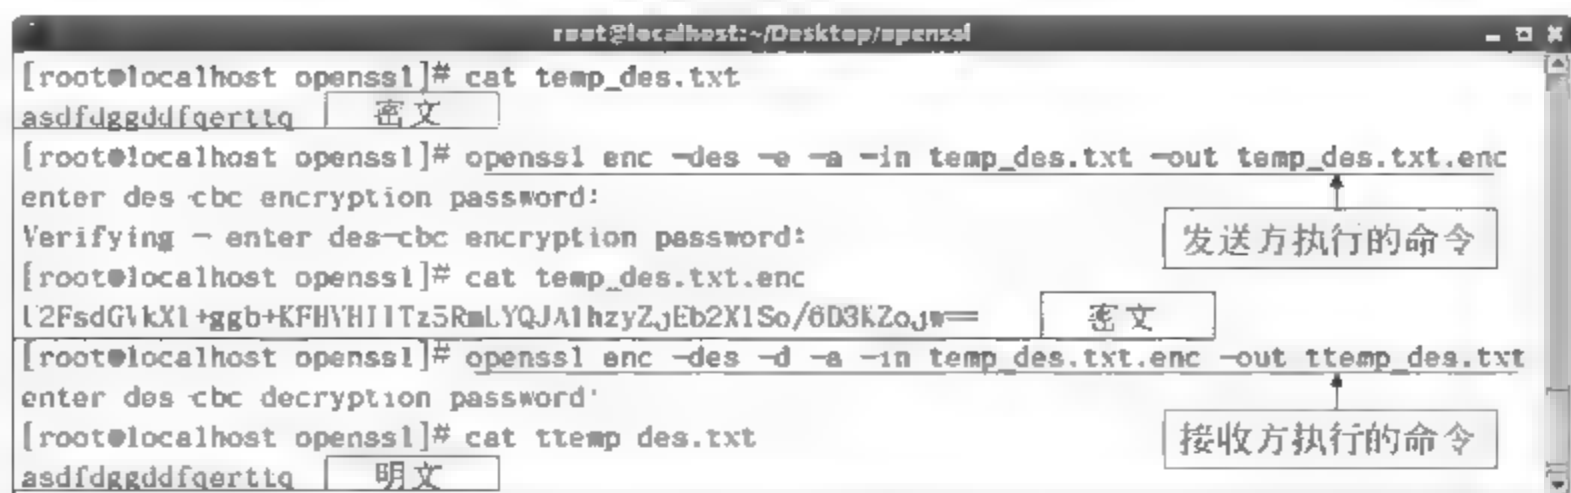 root@localhost:~/Desktop/openssl
[root@localhost openssl]# cat temp_des.txt
asdfdggddfqerttq 密文
[root@localhost openssl]# openssl enc -des -e -a -in temp_des.txt -out temp_des.txt.enc
enter des-cbc encryption password:
Verifying - enter des-cbc encryption password:
发送方执行的命令
[root@localhost openssl]# cat temp_des.txt.enc
密文
[root@localhost openssl]# openssl enc -des -d -a -in temp_des.txt.enc -out ttemp_des.txt
enter des-cbc decryption password:
[root@localhost openssl]# cat ttemp_des.txt
接收方执行的命令
asdfdggddfqerttq 明文